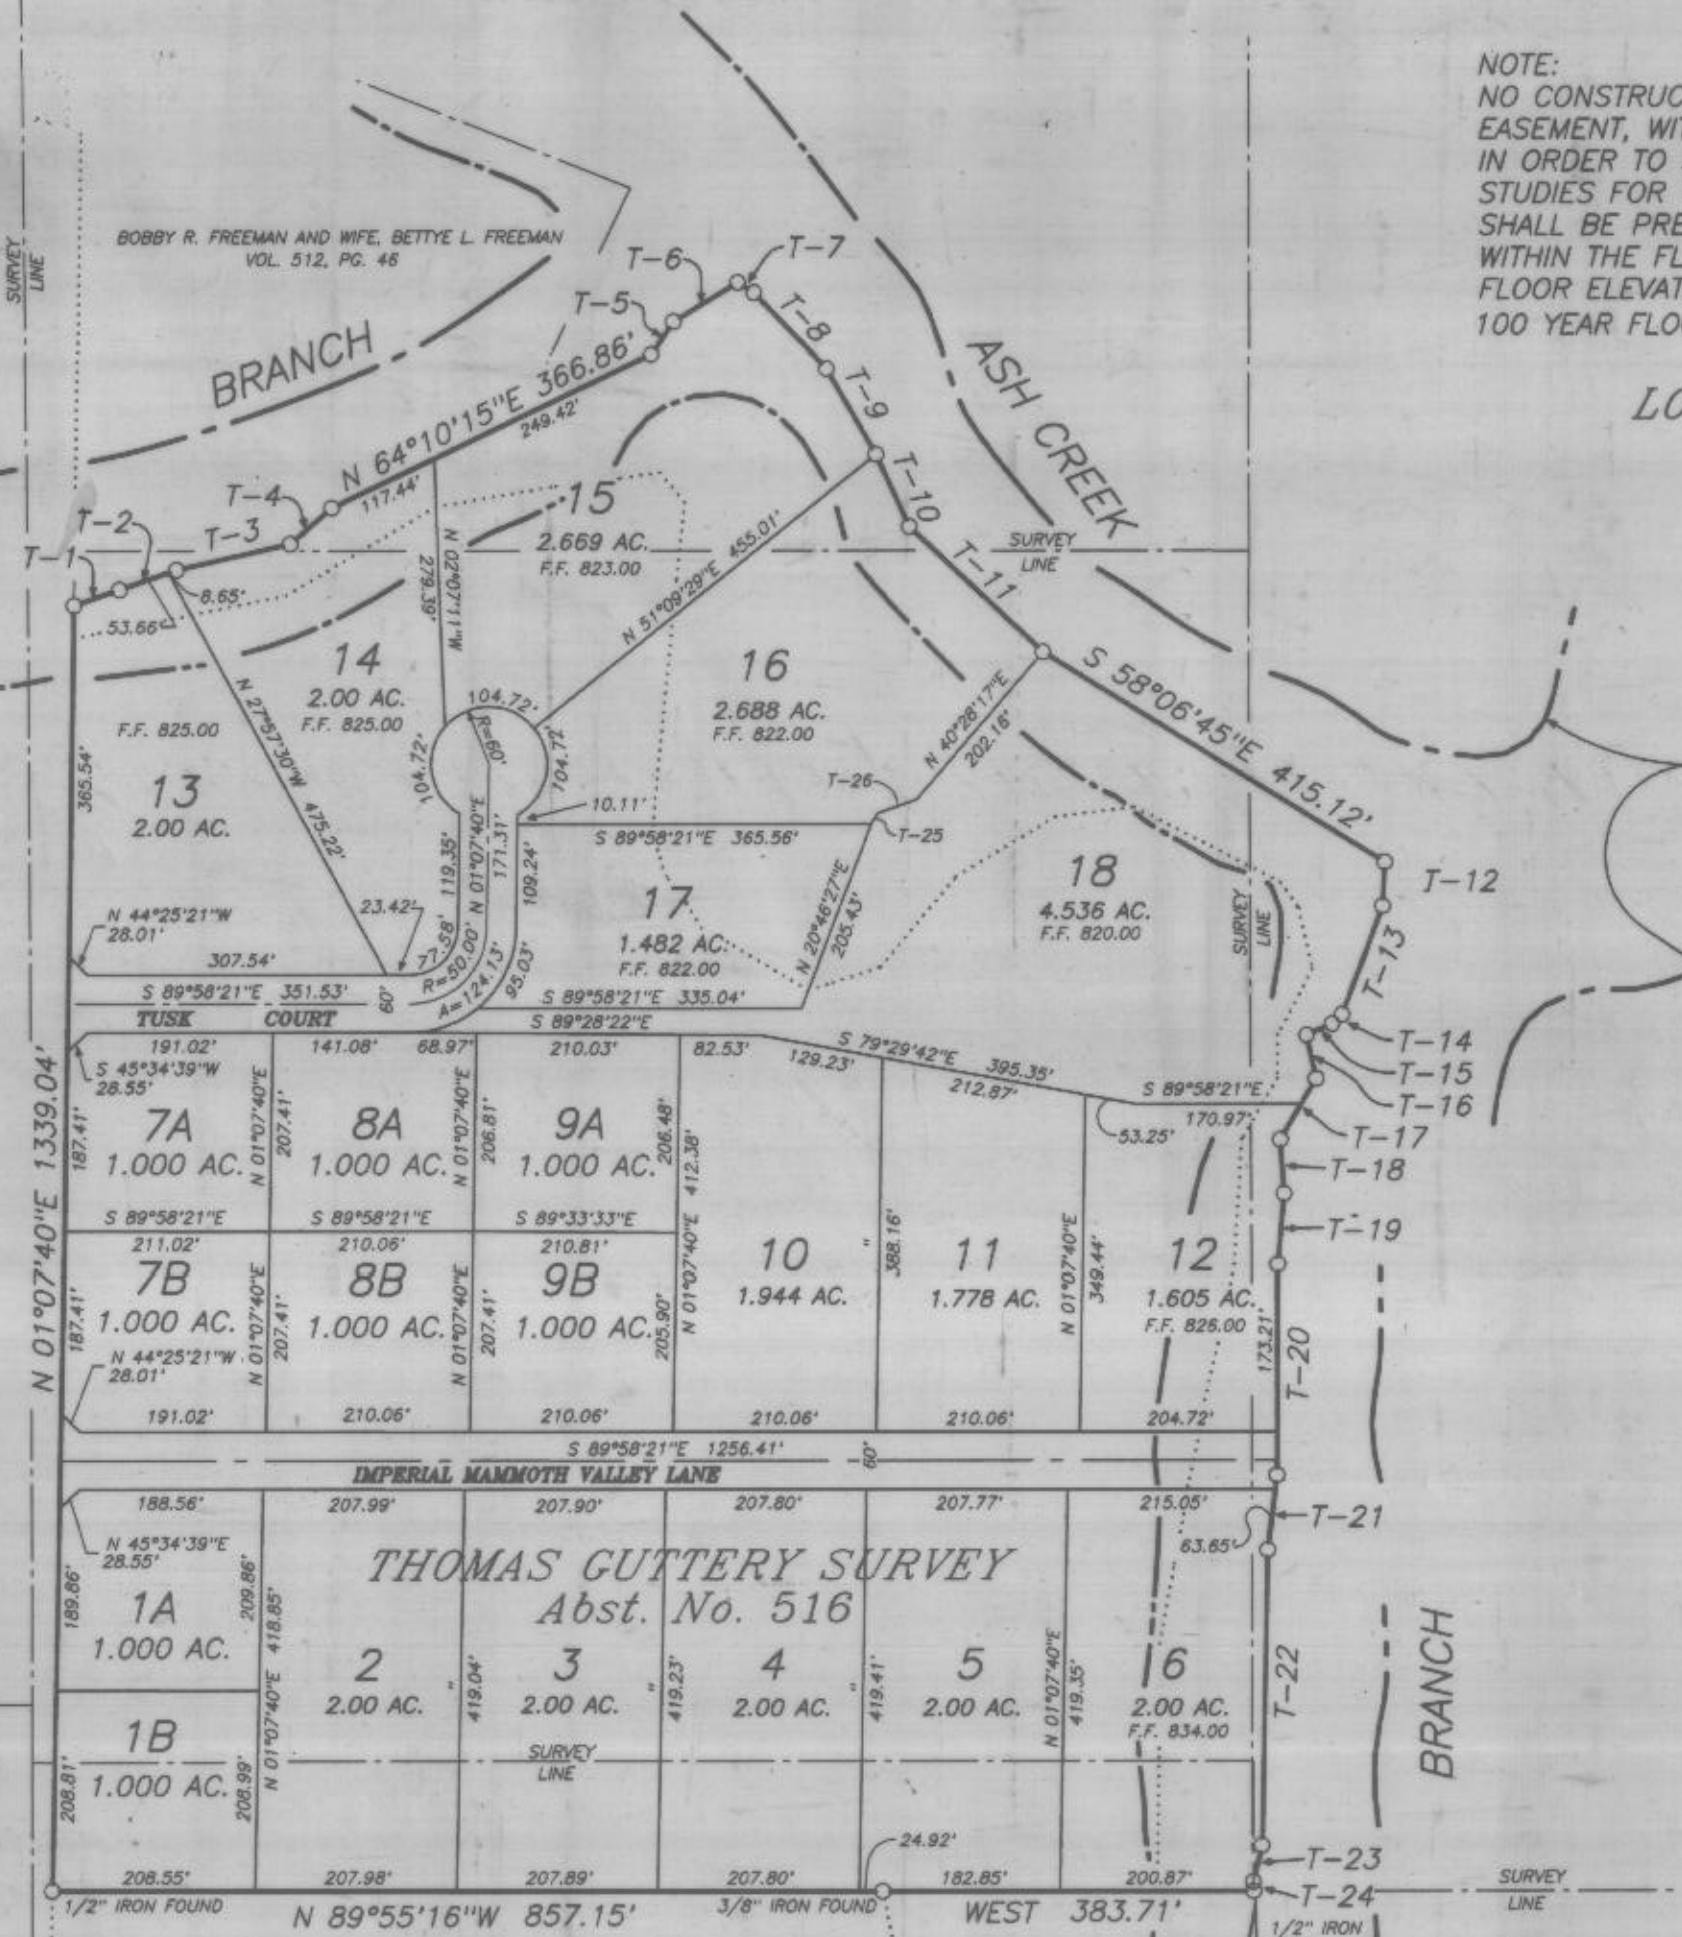 NOTE:
NO CONSTRUC
EASEMENT, WIT
IN ORDER TO
STUDIES FOR
SHALL BE PRE
WITHIN THE FL
FLOOR ELEVAT
100 YEAR FLOO
LO
SURVEY
LINE
BOBBY R. FREEMAN AND WIFE, BETTYE L. FREEMAN
VOL. 512, PG. 46
BRANCH
ASH CREEK
T-1
T-2
T-3
T-4
N 64°10'15"E 366.86'
117.44'
249.42'
T-5
T-6
T-7
T-8
T-9
T-10
T-11
SURVEY
LINE
S 58°06'45"E 415.12'
T-12
T-13
T-14
T-15
T-16
T-17
T-18
T-19
T-20
T-21
T-22
T-23
T-24
8.65'
53.66'
15
2.669 AC.
F.F. 823.00
N 02°07'11"W
279.39'
N 51°09'29"E 455.01'
14
2.00 AC.
F.F. 825.00
16
2.688 AC.
F.F. 822.00
F.F. 825.00
13
2.00 AC.
365.54'
N 27°57'30"W 475.22'
104.72'
104.72'
104.72'
R=60'
10.11'
N 40°28'17"E
202.16'
T-26
T-25
S 89°58'21"E 365.56'
119.35'
N 01°07'40"E
171.31'
109.24'
17
1.482 AC.
F.F. 822.00
N 20°46'27"E
205.43'
18
4.536 AC.
F.F. 820.00
SURVEY
LINE
N 44°25'21"W
28.01'
23.42'
77.58'
R=50.00'
A=124.13'
95.03'
307.54'
S 89°58'21"E 351.53'
60'
S 89°58'21"E 335.04'
TUSK COURT
S 89°28'22"E
191.02'
141.08'
68.97'
210.03'
82.53'
S 79°29'42"E 395.35'
129.23'
212.87'
S 89°58'21"E
170.97'
53.25'
S 45°34'39"W
28.55'
N 01°07'40"E 1339.04'
187.41'
7A
1.000 AC.
N 01°07'40"E
207.41'
8A
1.000 AC.
N 01°07'40"E
206.81'
9A
1.000 AC.
206.48'
N 01°07'40"E 412.38'
S 89°58'21"E
211.02'
S 89°58'21"E
210.06'
S 89°33'33"E
210.81'
187.41'
7B
1.000 AC.
N 01°07'40"E
207.41'
8B
1.000 AC.
N 01°07'40"E
207.41'
9B
1.000 AC.
205.90'
10
1.944 AC.
"
388.16'
11
1.778 AC.
N 01°07'40"E
349.44'
12
1.605 AC.
F.F. 826.00
173.21'
N 44°25'21"W
28.01'
191.02'
210.06'
210.06'
210.06'
210.06'
204.72'
S 89°58'21"E 1256.41'
60'
IMPERIAL MAMMOTH VALLEY LANE
188.56'
207.99'
207.90'
207.80'
207.77'
215.05'
N 45°34'39"E
28.55'
63.65'
THOMAS GUTTERY SURVEY
Abst. No. 516
189.86'
1A
1.000 AC.
209.86'
N 01°07'40"E 418.85'
2
2.00 AC.
"
419.04'
3
2.00 AC.
"
419.23'
4
2.00 AC.
"
419.41'
5
2.00 AC.
N 01°07'40"E
419.35'
6
2.00 AC.
F.F. 834.00
208.81'
1B
1.000 AC.
208.99'
SURVEY
LINE
BRANCH
24.92'
208.55'
207.98'
207.89'
207.80'
182.85'
200.87'
1/2" IRON FOUND
N 89°55'16"W 857.15'
3/8" IRON FOUND
WEST 383.71'
1/2" IRON
SURVEY
LINE